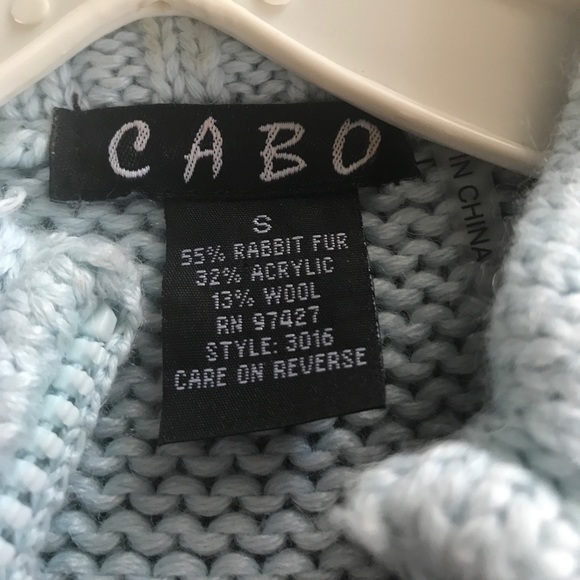 CABO
S
55% RABBIT FUR
32% ACRYLIC
13% WOOL
RN 97427
STYLE: 3016
CARE ON REVERSE
IN CHINA